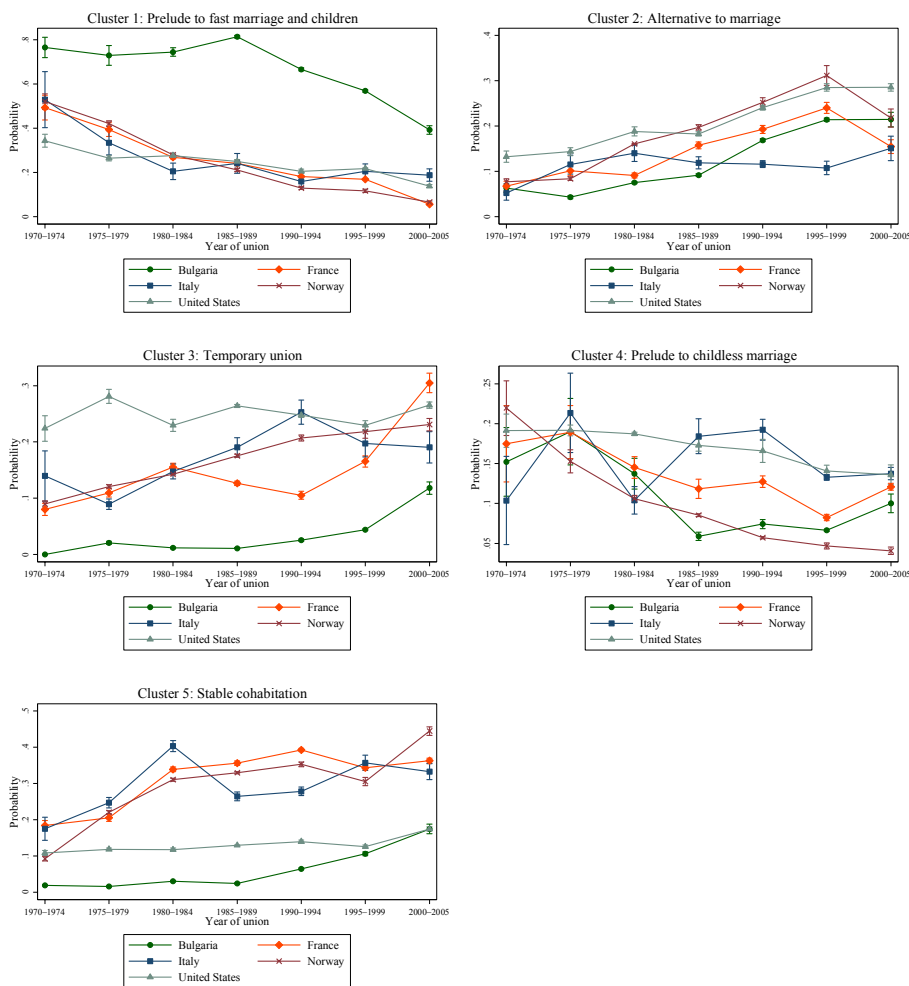 Cluster 1: Prelude to fast marriage and children
Probability
0 .2 .4 .6 .8
1970–1974 1975–1979 1980–1984 1985–1989 1990–1994 1995–1999 2000–2005
Year of union
Bulgaria France
Italy Norway
United States
Cluster 2: Alternative to marriage
Probability
0 .1 .2 .3 .4
1970–1974 1975–1979 1980–1984 1985–1989 1990–1994 1995–1999 2000–2005
Year of union
Bulgaria France
Italy Norway
United States
Cluster 3: Temporary union
Probability
0 .1 .2 .3
1970–1974 1975–1979 1980–1984 1985–1989 1990–1994 1995–1999 2000–2005
Year of union
Bulgaria France
Italy Norway
United States
Cluster 4: Prelude to childless marriage
Probability
.05 .1 .15 .2 .25
1970–1974 1975–1979 1980–1984 1985–1989 1990–1994 1995–1999 2000–2005
Year of union
Bulgaria France
Italy Norway
United States
Cluster 5: Stable cohabitation
Probability
0 .1 .2 .3 .4 .5
1970–1974 1975–1979 1980–1984 1985–1989 1990–1994 1995–1999 2000–2005
Year of union
Bulgaria France
Italy Norway
United States